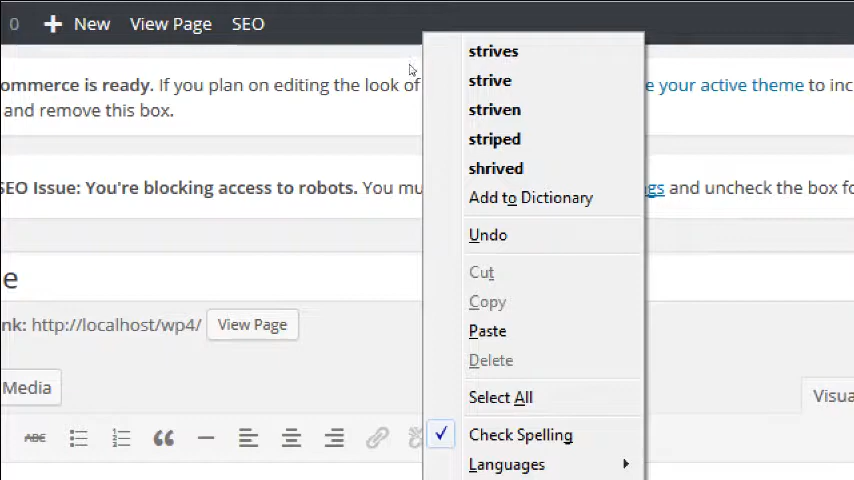 0 New View Page SEO
ommerce is ready. If you plan on editing the look of e your active theme to inc
and remove this box.
SEO Issue: You're blocking access to robots. You mu gs and uncheck the box fo
e
nk: http://localhost/wp4/ View Page
Media
Visua
ABC
strives
strive
striven
striped
shrived
Add to Dictionary
Undo
Cut
Copy
Paste
Delete
Select All
Check Spelling
Languages